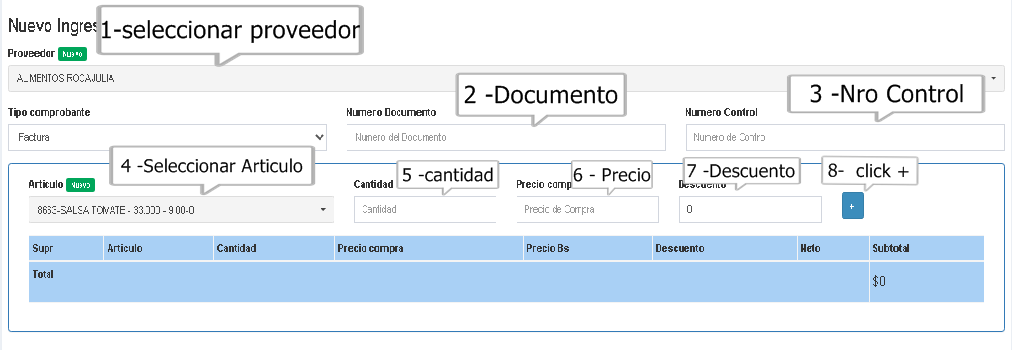 Nuevo Ingres
1-seleccionar proveedor
Proveedor Nuevo
ALIMENTOS ROCAJULIA
Tipo comprobante
Numero Documento
2 -Documento
Numero Control
3 -Nro Control
Factura
Numero del Documento
Numero de Contro
4 -Seleccionar Articulo
5 -cantidad
6 - Precio
7 -Descuento
8- click +
Articulo Nuevo
Cantidad
Precio comp
Descuento
8663-SALSA TOMATE - 33.000 - 9.00-0
Cantidad
Precio de Compra
0
+
Supr Articulo Cantidad Precio compra Precio Bs Descuento Neto Subtotal
Total
$0